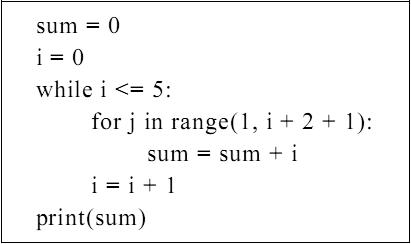 sum = 0
i = 0
while i <= 5:
for j in range(1, i + 2 + 1):
sum = sum + i
i = i + 1
print(sum)